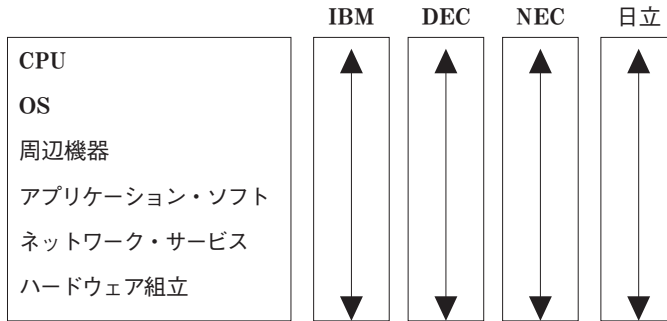 IBM DEC NEC 日立
CPU
OS
周辺機器
アプリケーション・ソフト
ネットワーク・サービス
ハードウェア組立